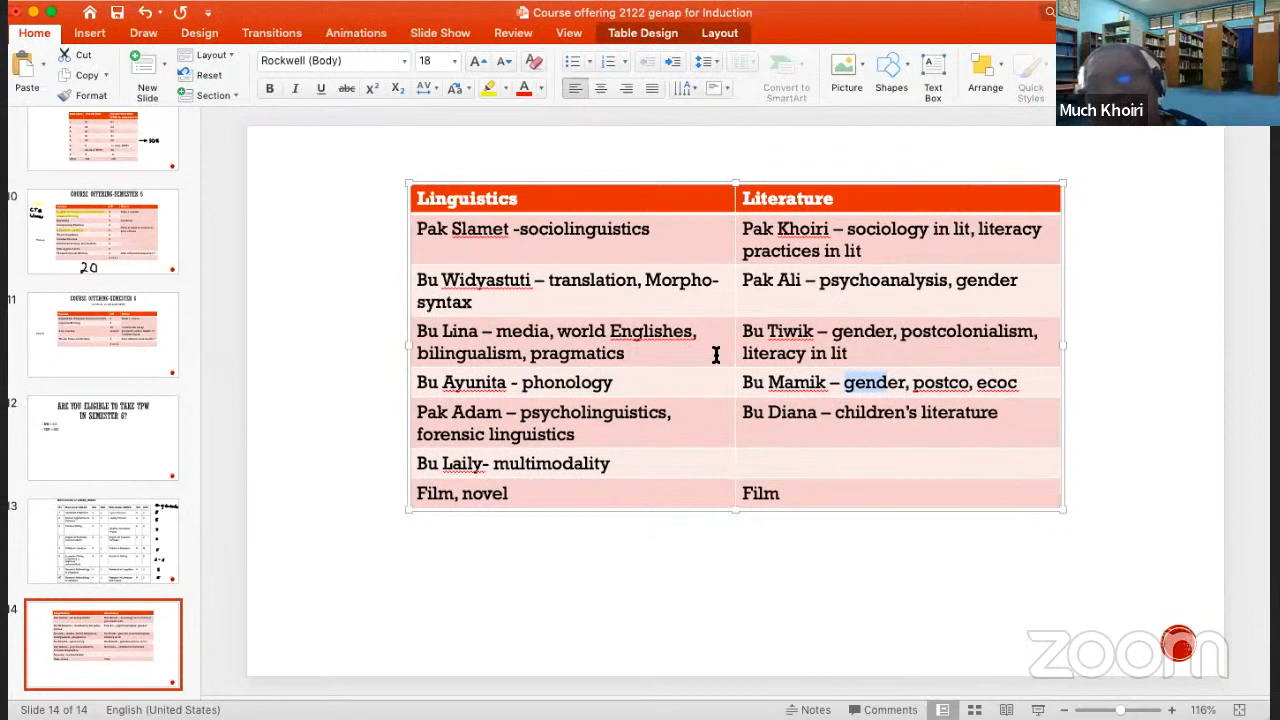 Course offering 2122 genap for Induction
Home Insert Draw Design Transitions Animations Slide Show Review View Table Design Layout
Paste
Cut
Copy
Format
New Slide
Layout
Reset
Section
Rockwell (Body) 18
B I U abc X² X₂ AV Aa A
Convert to SmartArt
Picture
Shapes
Text Box
Arrange
Quick Styles
Much Khoiri
10
COURSE OFFERING-SEMESTER 5
20
11
COURSE OFFERING-SEMESTER 6
12
ARE YOU ELIGIBLE TO TAKE TPW
IN SEMESTER 6?
13
14
Linguistics Literature
Pak Slamet -sociolinguistics
Pak Khoiri – sociology in lit, literacy
practices in lit
Bu Widyastuti – translation, Morpho-
syntax
Pak Ali – psychoanalysis, gender
Bu Lina – media, world Englishes,
bilingualism, pragmatics
Bu Tiwik – gender, postcolonialism,
literacy in lit
Bu Ayunita - phonology
Bu Mamik – gender, postco, ecoc
Pak Adam – psycholinguistics,
forensic linguistics
Bu Diana – children's literature
Bu Laily- multimodality
Film, novel
Film
zoom
Slide 14 of 14 English (United States) Notes Comments 116%